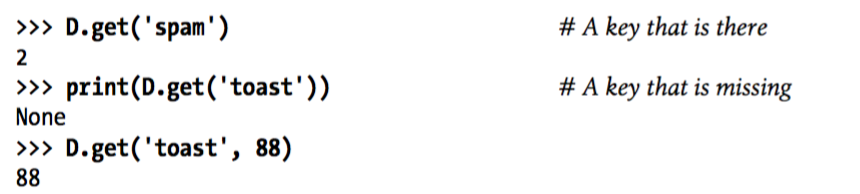 >>> D.get('spam') # A key that is there
2
>>> print(D.get('toast')) # A key that is missing
None
>>> D.get('toast', 88)
88